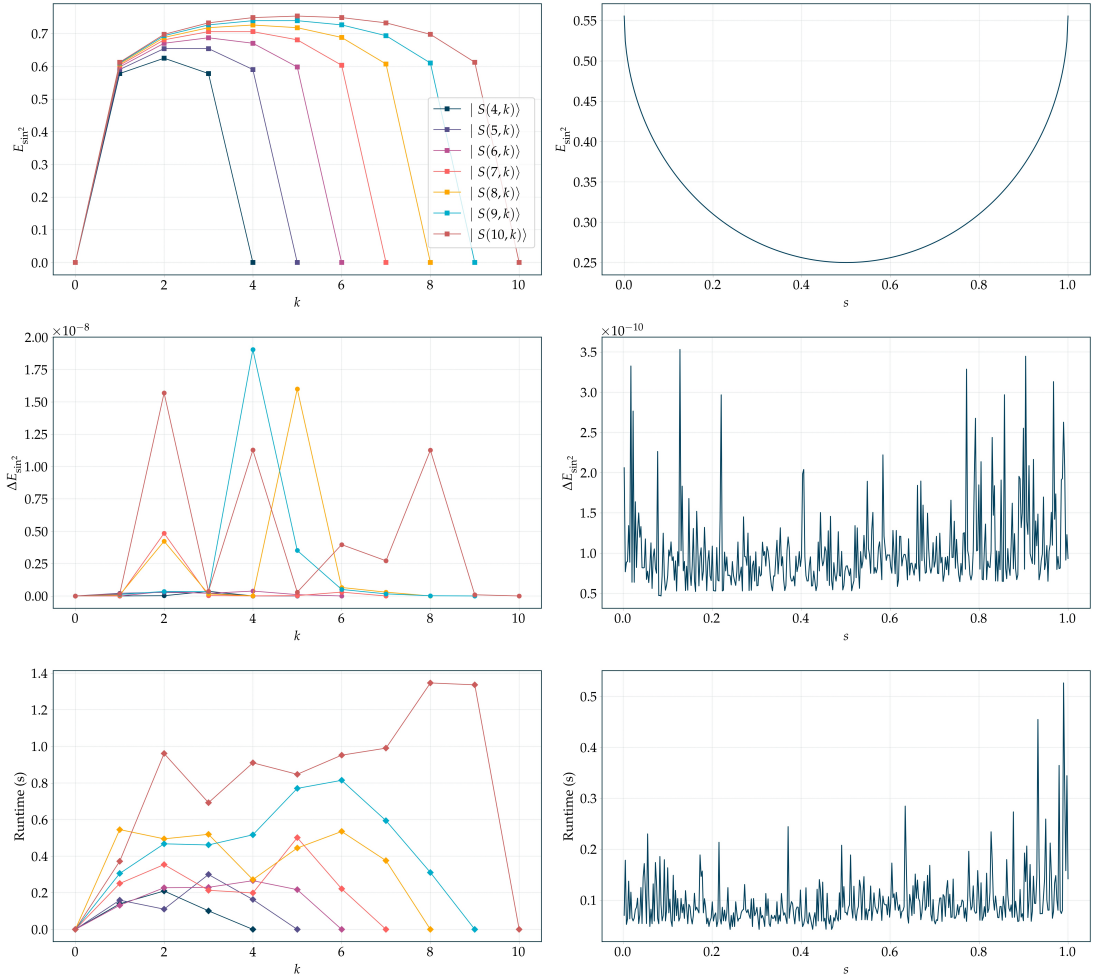 E_sin²
0.7
0.6
0.5
0.4
0.3
0.2
0.1
0.0
| S(4, k)⟩
| S(5, k)⟩
| S(6, k)⟩
| S(7, k)⟩
| S(8, k)⟩
| S(9, k)⟩
| S(10, k)⟩
0 2 4 6 8 10
k
E_sin²
0.55
0.50
0.45
0.40
0.35
0.30
0.25
0.0 0.2 0.4 0.6 0.8 1.0
s
×10⁻⁸
ΔE_sin²
2.00
1.75
1.50
1.25
1.00
0.75
0.50
0.25
0.00
0 2 4 6 8 10
k
×10⁻¹⁰
ΔE_sin²
3.5
3.0
2.5
2.0
1.5
1.0
0.5
0.0 0.2 0.4 0.6 0.8 1.0
s
Runtime (s)
1.4
1.2
1.0
0.8
0.6
0.4
0.2
0.0
0 2 4 6 8 10
k
Runtime (s)
0.5
0.4
0.3
0.2
0.1
0.0 0.2 0.4 0.6 0.8 1.0
s